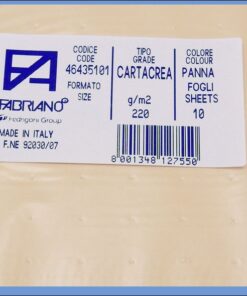 CODICE
CODE
46435101
TIPO
GRADE
CARTACREA
COLORE
COLOUR
PANNA
FORMATO
SIZE
g/m2
220
FOGLI
SHEETS
10
FABRIANO
Fedrigoni Group
MADE IN ITALY
F.NE 92030/07
8 001348 127550